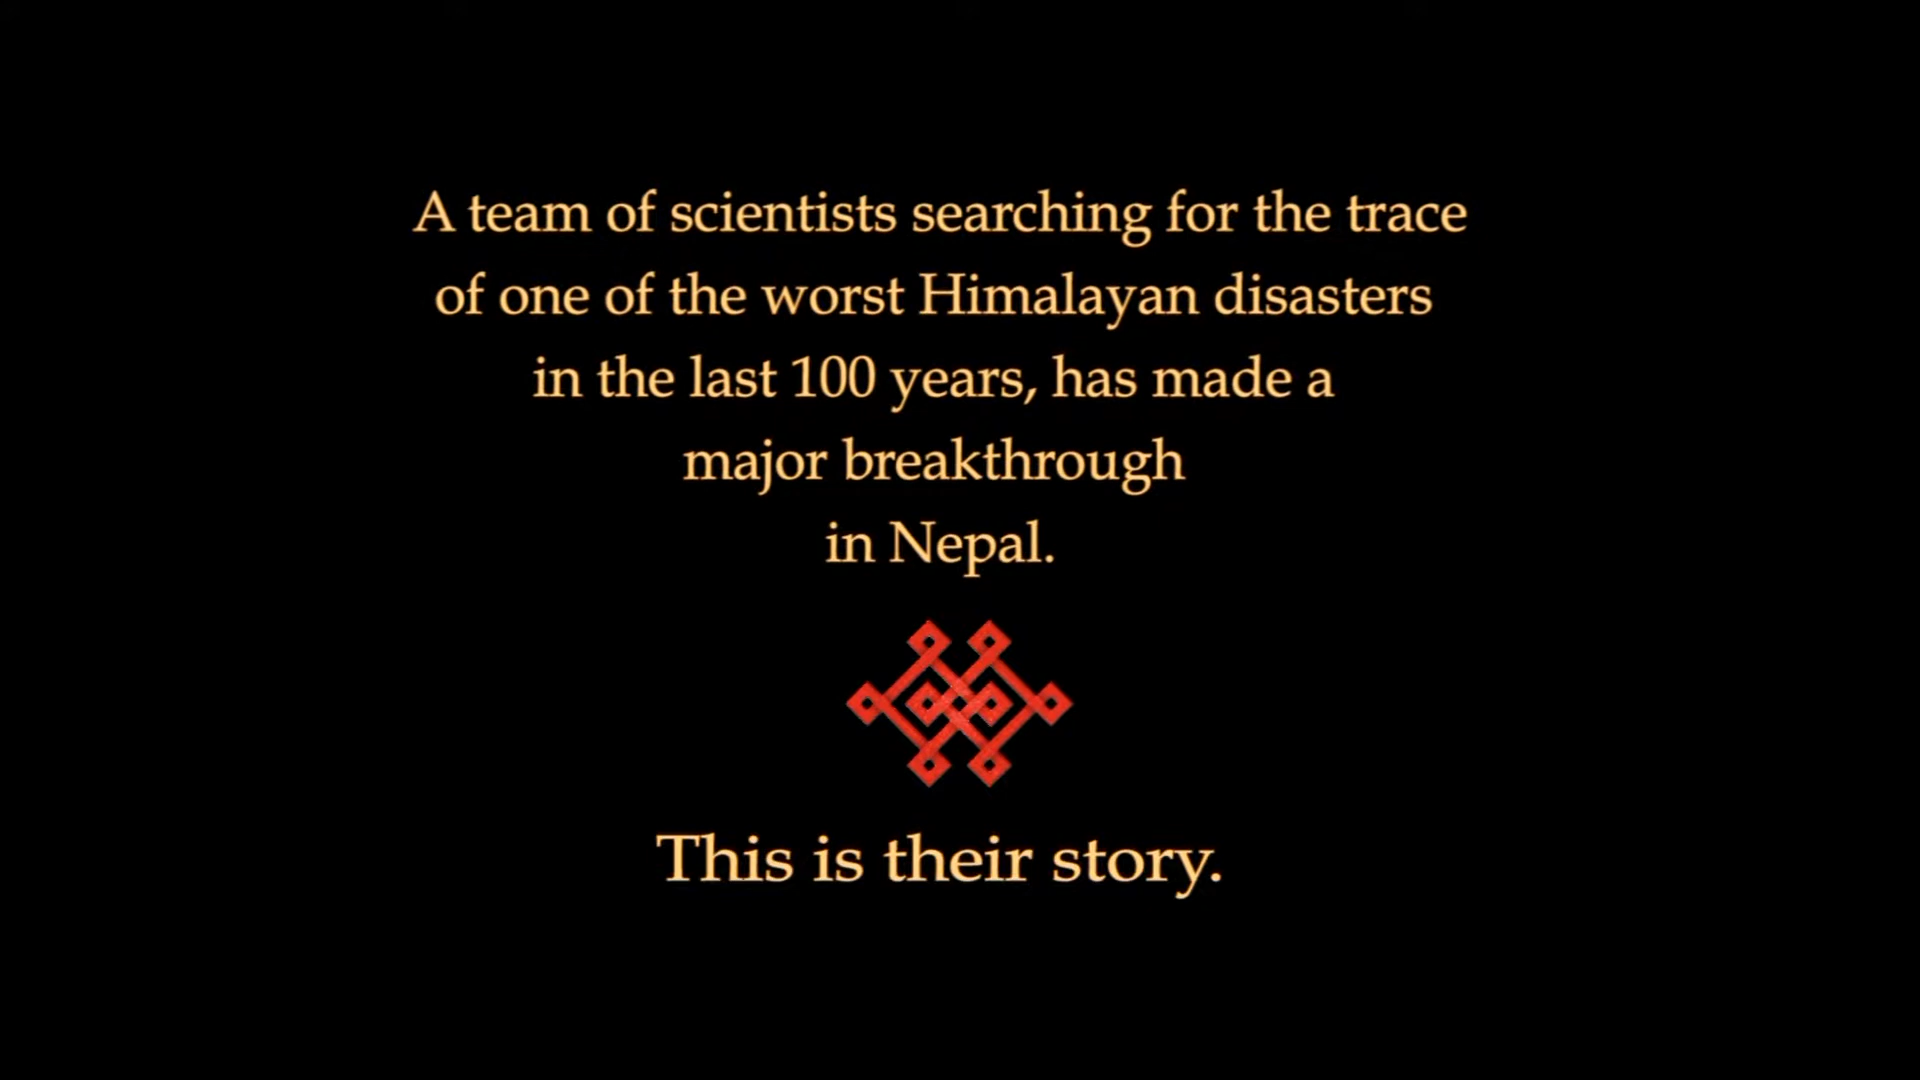 A team of scientists searching for the trace
of one of the worst Himalayan disasters
in the last 100 years, has made a
major breakthrough
in Nepal.
This is their story.